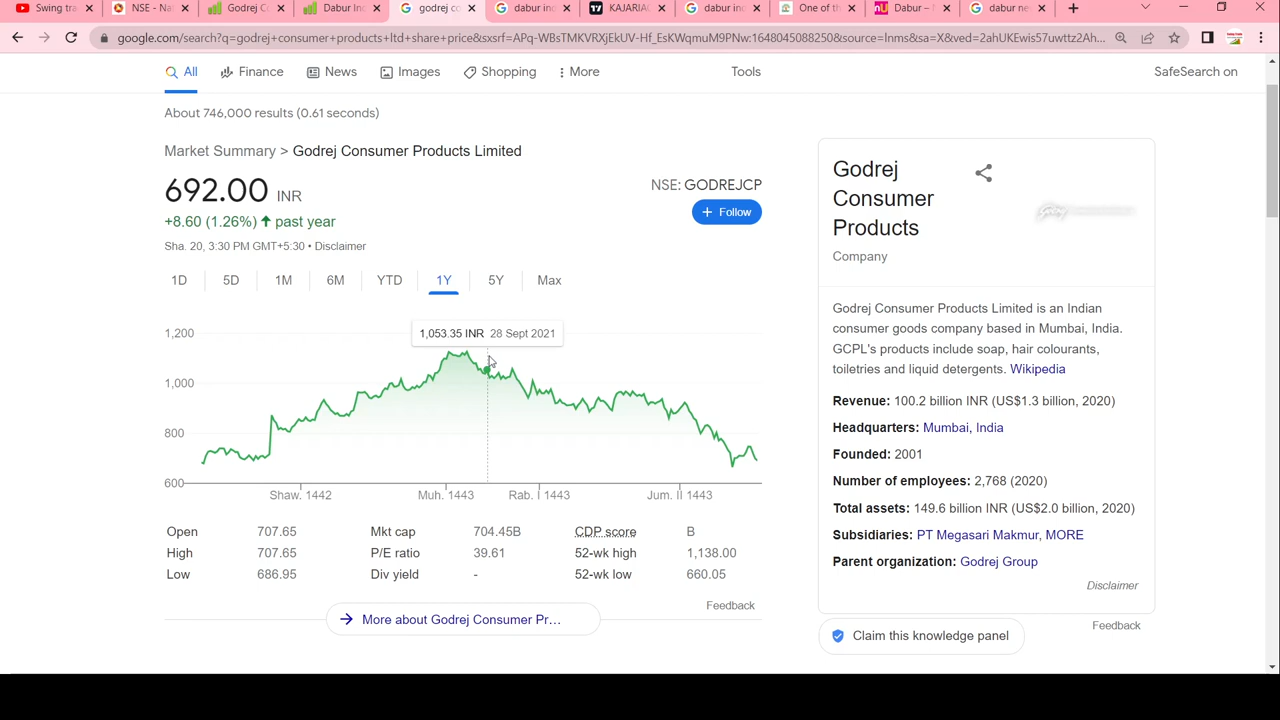 Swing tra
NSE - Na
Godrej Co
Dabur Ind
godrej co
dabur ind
KAJARIAC
dabur ind
One of th
Dabur – N
dabur ne
google.com/search?q=godrej+consumer+products+ltd+share+price&sxsrf=APq-WBsTMKVRXjEkUV-Hf_EsKWqmuM9PNw:1648045088250&source=lnms&sa=X&ved=2ahUKEwis57uwttz2Ah...
All
Finance
News
Images
Shopping
More
Tools
SafeSearch on
About 746,000 results (0.61 seconds)
Market Summary > Godrej Consumer Products Limited
692.00 INR
NSE: GODREJCP
+8.60 (1.26%) past year
+ Follow
Sha. 20, 3:30 PM GMT+5:30 • Disclaimer
1D
5D
1M
6M
YTD
1Y
5Y
Max
1,053.35 INR 28 Sept 2021
1,200
1,000
800
600
Shaw. 1442
Muh. 1443
Rab. I 1443
Jum. II 1443
Open 707.65
Mkt cap 704.45B
CDP score B
High 707.65
P/E ratio 39.61
52-wk high 1,138.00
Low 686.95
Div yield -
52-wk low 660.05
Feedback
More about Godrej Consumer Pr…
Godrej
Consumer
Products
Godrej
Company
Godrej Consumer Products Limited is an Indian
consumer goods company based in Mumbai, India.
GCPL's products include soap, hair colourants,
toiletries and liquid detergents. Wikipedia
Revenue: 100.2 billion INR (US$1.3 billion, 2020)
Headquarters: Mumbai, India
Founded: 2001
Number of employees: 2,768 (2020)
Total assets: 149.6 billion INR (US$2.0 billion, 2020)
Subsidiaries: PT Megasari Makmur, MORE
Parent organization: Godrej Group
Disclaimer
Feedback
Claim this knowledge panel